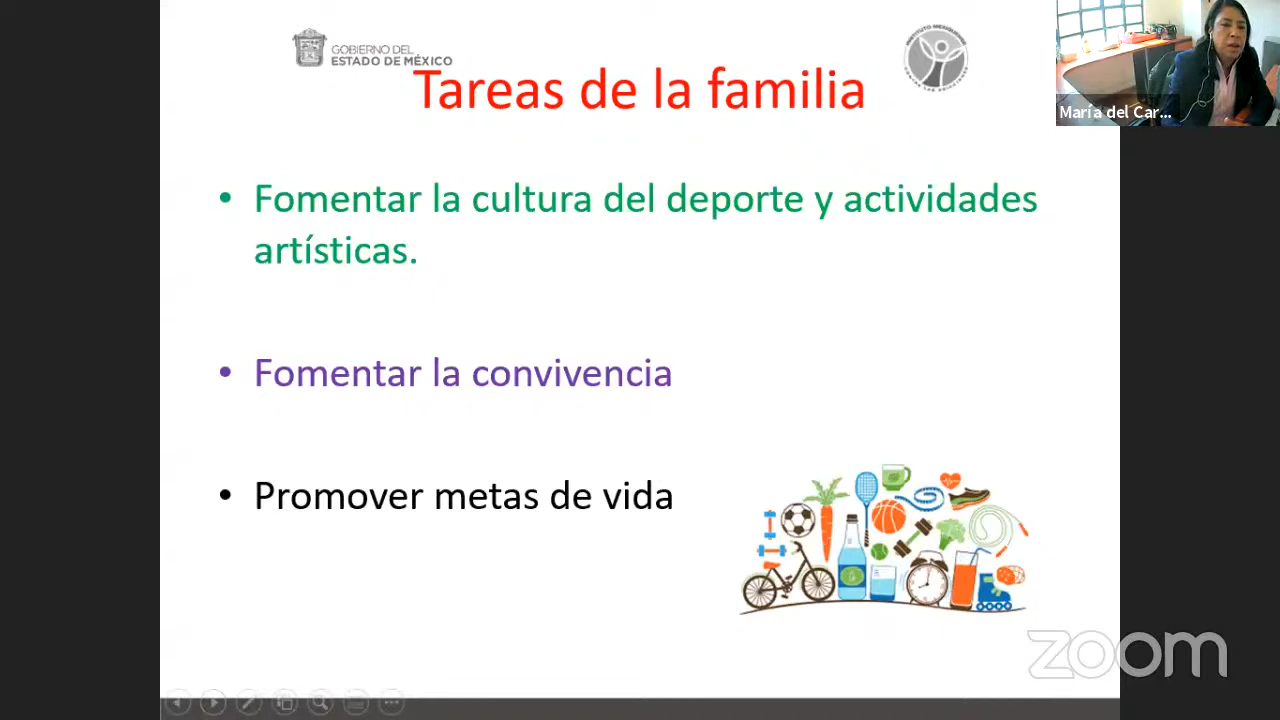 GOBIERNO DEL
ESTADO DE MÉXICO
Tareas de la familia
María del Car...
• Fomentar la cultura del deporte y actividades
artísticas.
• Fomentar la convivencia
• Promover metas de vida
zoom